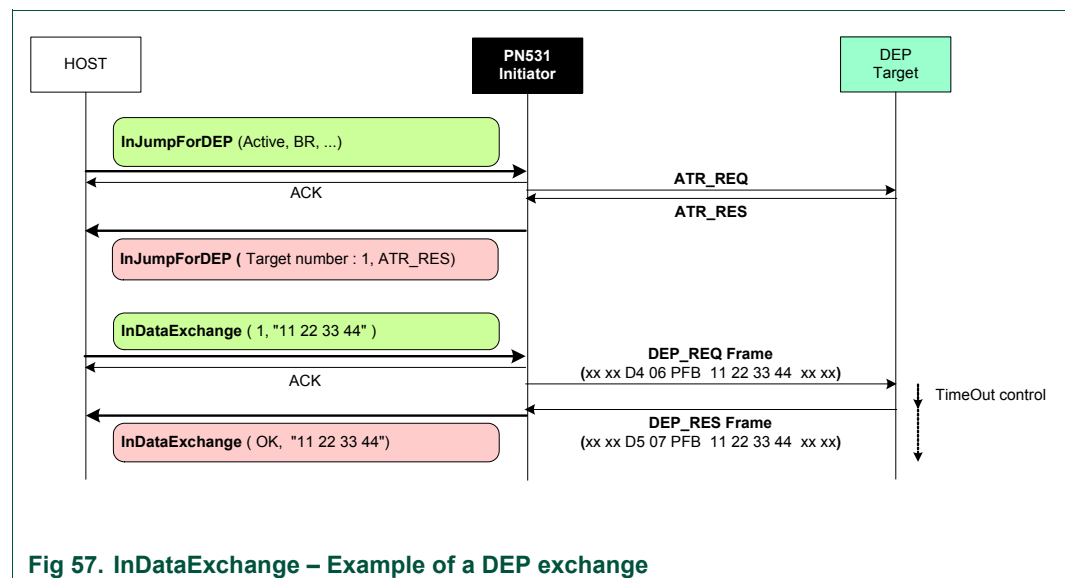 HOST
PN531
Initiator
DEP
Target
InJumpForDEP (Active, BR, ...)
ACK
ATR_REQ
ATR_RES
InJumpForDEP ( Target number : 1, ATR_RES)
InDataExchange ( 1, "11 22 33 44" )
ACK
DEP_REQ Frame
(xx xx D4 06 PFB 11 22 33 44 xx xx)
TimeOut control
DEP_RES Frame
(xx xx D5 07 PFB 11 22 33 44 xx xx)
InDataExchange ( OK, "11 22 33 44")
Fig 57. InDataExchange – Example of a DEP exchange